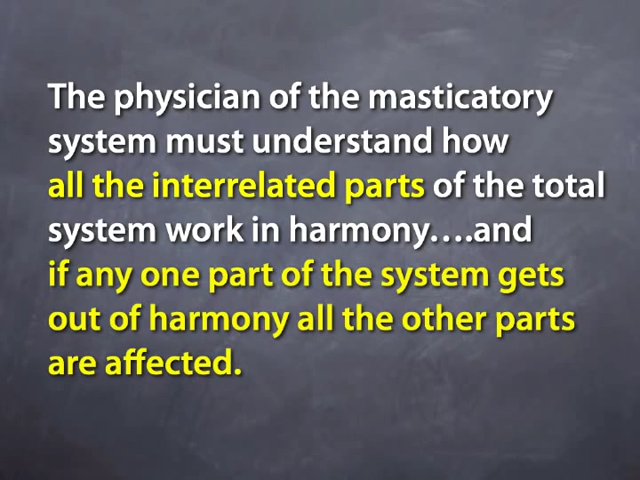 The physician of the masticatory
system must understand how
all the interrelated parts of the total
system work in harmony….and
if any one part of the system gets
out of harmony all the other parts
are affected.